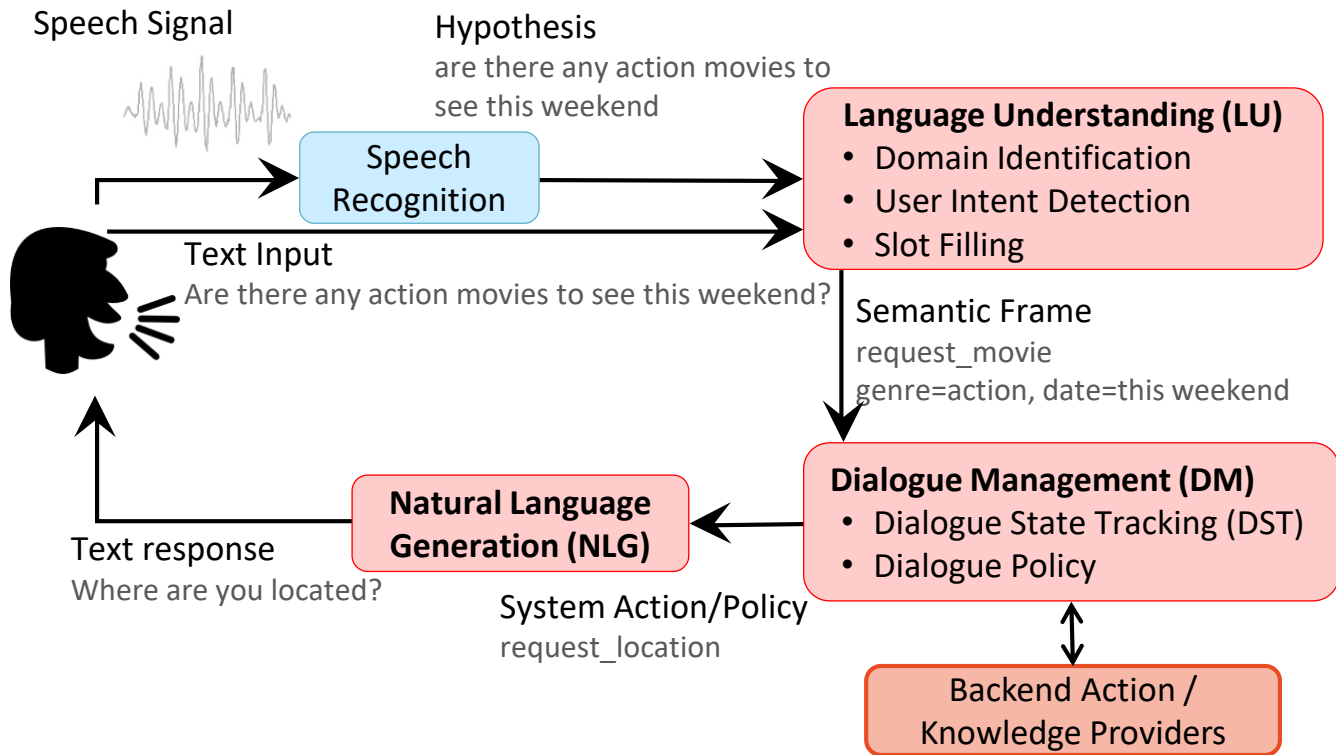 Speech Signal
Hypothesis
are there any action movies to
see this weekend
Speech
Recognition
Language Understanding (LU)
• Domain Identification
• User Intent Detection
• Slot Filling
Text Input
Are there any action movies to see this weekend?
Semantic Frame
request_movie
genre=action, date=this weekend
Dialogue Management (DM)
• Dialogue State Tracking (DST)
• Dialogue Policy
Natural Language
Generation (NLG)
Text response
Where are you located?
System Action/Policy
request_location
Backend Action /
Knowledge Providers